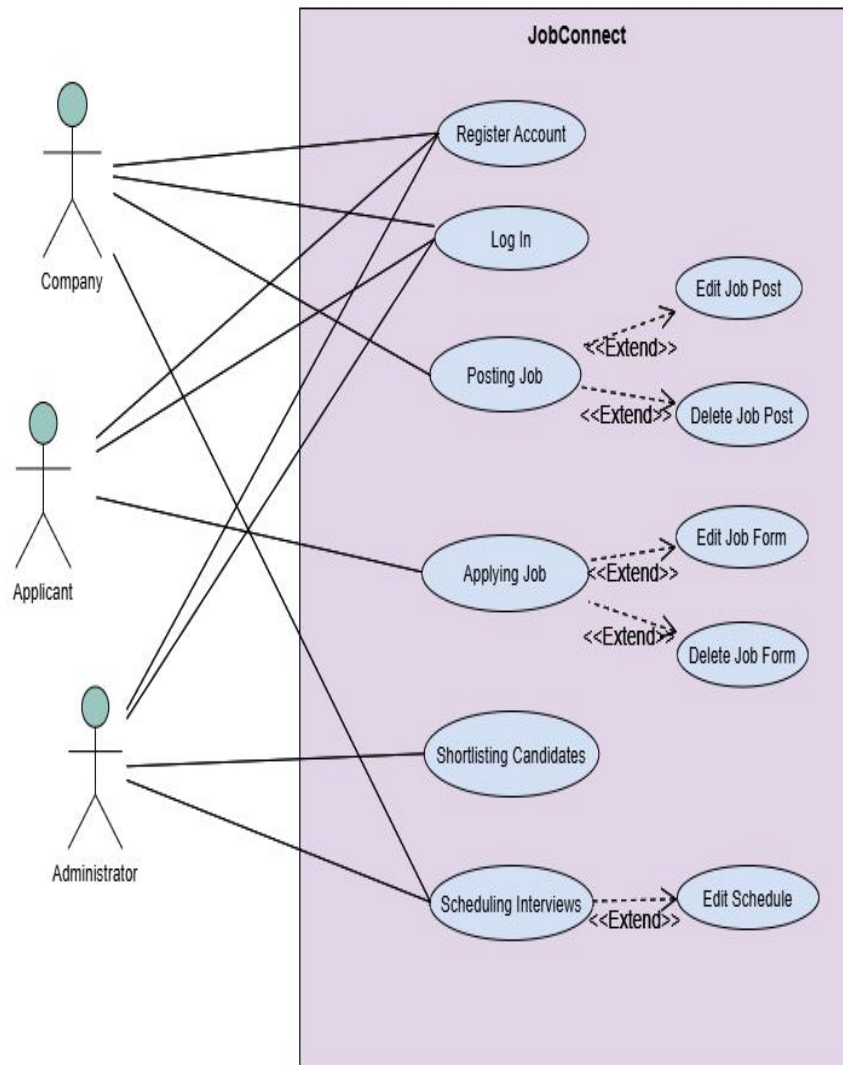 JobConnect
Register Account
Company
Log In
Edit Job Post
<<Extend>>
Posting Job
<<Extend>>
Delete Job Post
Applicant
Edit Job Form
<<Extend>>
Applying Job
<<Extend>>
Delete Job Form
Administrator
Shortlisting Candidates
Scheduling Interviews
<<Extend>>
Edit Schedule